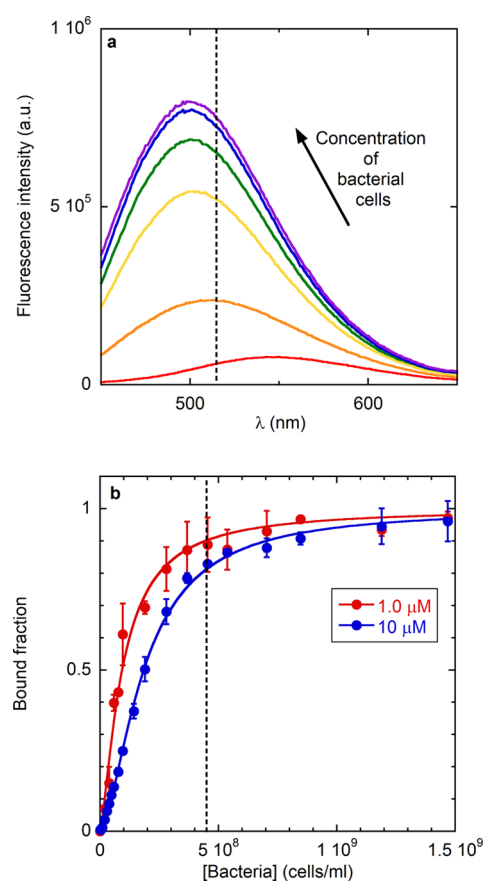 a
1 10⁶
5 10⁵
0
Fluorescence intensity (a.u.)
Concentration
of
bacterial
cells
500
600
λ (nm)
b
1
0.5
0
Bound fraction
1.0 μM
10 μM
0
5 10⁸
1 10⁹
1.5 10⁹
[Bacteria] (cells/ml)